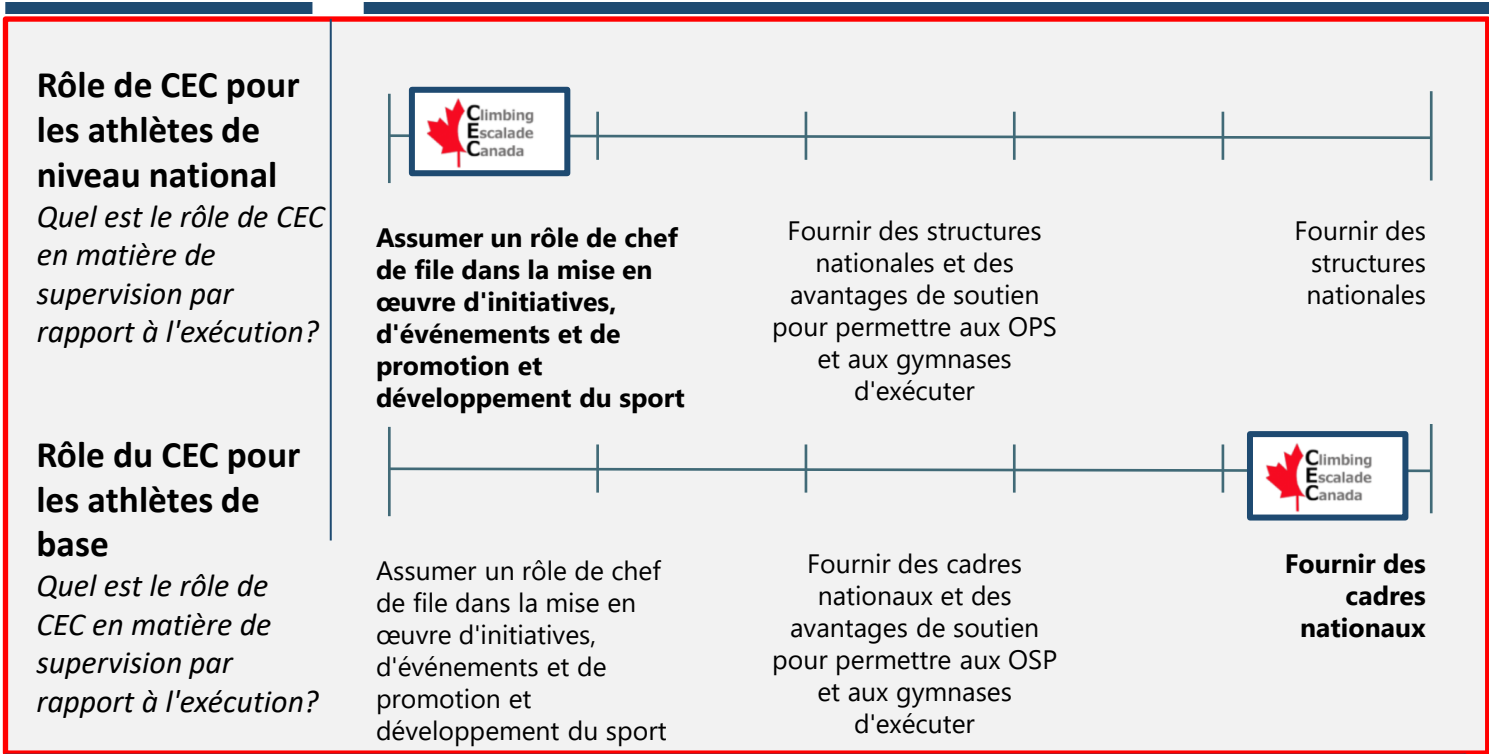 Rôle de CEC pour
les athlètes de
niveau national
Quel est le rôle de CEC
en matière de
supervision par
rapport à l'exécution?
Climbing
Escalade
Canada
Assumer un rôle de chef
de file dans la mise en
œuvre d'initiatives,
d'événements et de
promotion et
développement du sport
Fournir des structures
nationales et des
avantages de soutien
pour permettre aux OPS
et aux gymnases
d'exécuter
Fournir des
structures
nationales
Rôle du CEC pour
les athlètes de
base
Quel est le rôle de
CEC en matière de
supervision par
rapport à l'exécution?
Climbing
Escalade
Canada
Assumer un rôle de chef
de file dans la mise en
œuvre d'initiatives,
d'événements et de
promotion et
développement du sport
Fournir des cadres
nationaux et des
avantages de soutien
pour permettre aux OSP
et aux gymnases
d'exécuter
Fournir des
cadres
nationaux